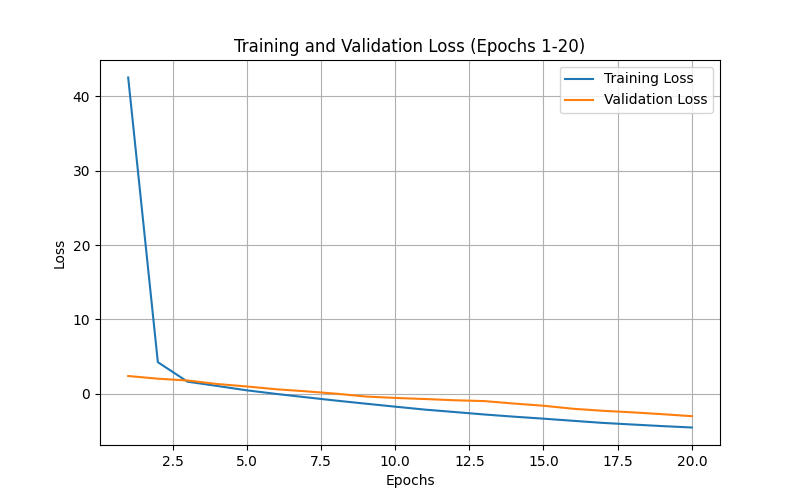 Training and Validation Loss (Epochs 1-20)
Training Loss
Validation Loss
40
30
20
10
0
Loss
2.5
5.0
7.5
10.0
12.5
15.0
17.5
20.0
Epochs